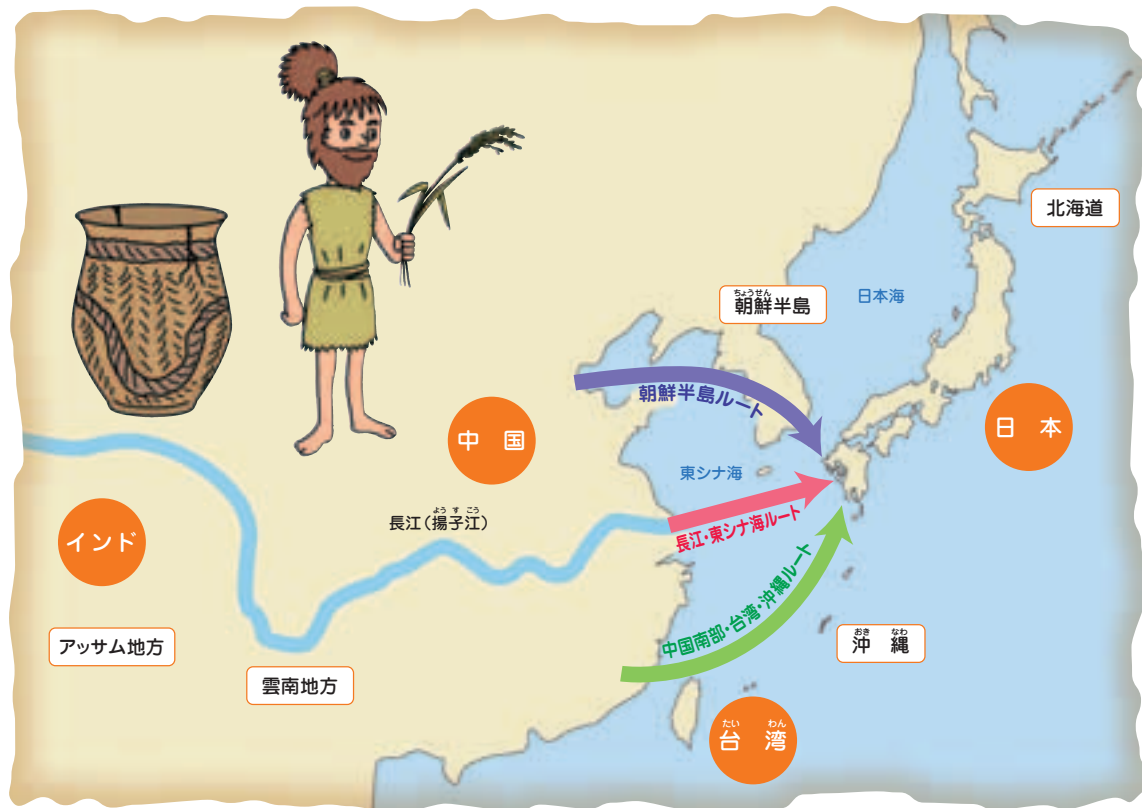 北海道
ちょうせん
朝鮮半島
日本海
朝鮮半島ルート
中国
日本
東シナ海
ようすこう
長江(揚子江)
長江・東シナ海ルート
インド
中国南部・台湾・沖縄ルート
アッサム地方
おきなわ
沖縄
雲南地方
たいわん
台湾